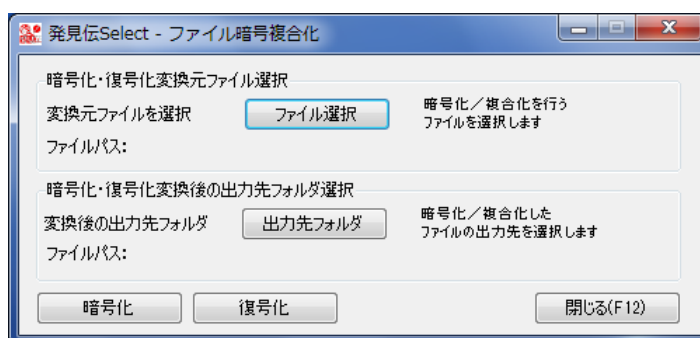 発見伝Select - ファイル暗号複合化
暗号化・復号化変換元ファイル選択
変換元ファイルを選択 ファイル選択 暗号化／複合化を行う
ファイルを選択します
ファイルパス:
暗号化・復号化変換後の出力先フォルダ選択
変換後の出力先フォルダ 出力先フォルダ 暗号化／複合化した
ファイルの出力先を選択します
ファイルパス:
暗号化 復号化 閉じる(F12)